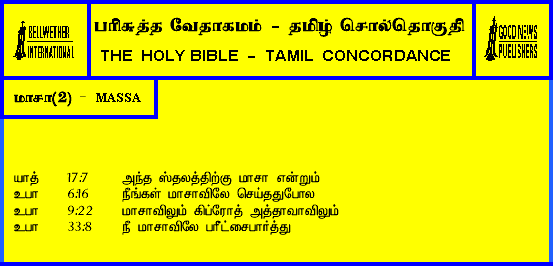 BELLWETHER INTERNATIONAL
பரிசுத்த வேதாகமம் - தமிழ் சொல்தொகுதி
THE HOLY BIBLE - TAMIL CONCORDANCE
GOOD NEWS PUBLISHERS
மாசா(2) - MASSA
யாத் 17:7 அந்த ஸ்தலத்திற்கு மாசா என்றும்
உபா 6:16 நீங்கள் மாசாவிலே செய்ததுபோல
உபா 9:22 மாசாவிலும் கிப்ரோத் அத்தாவாவிலும்
உபா 33:8 நீ மாசாவிலே பரீட்சைபார்த்து